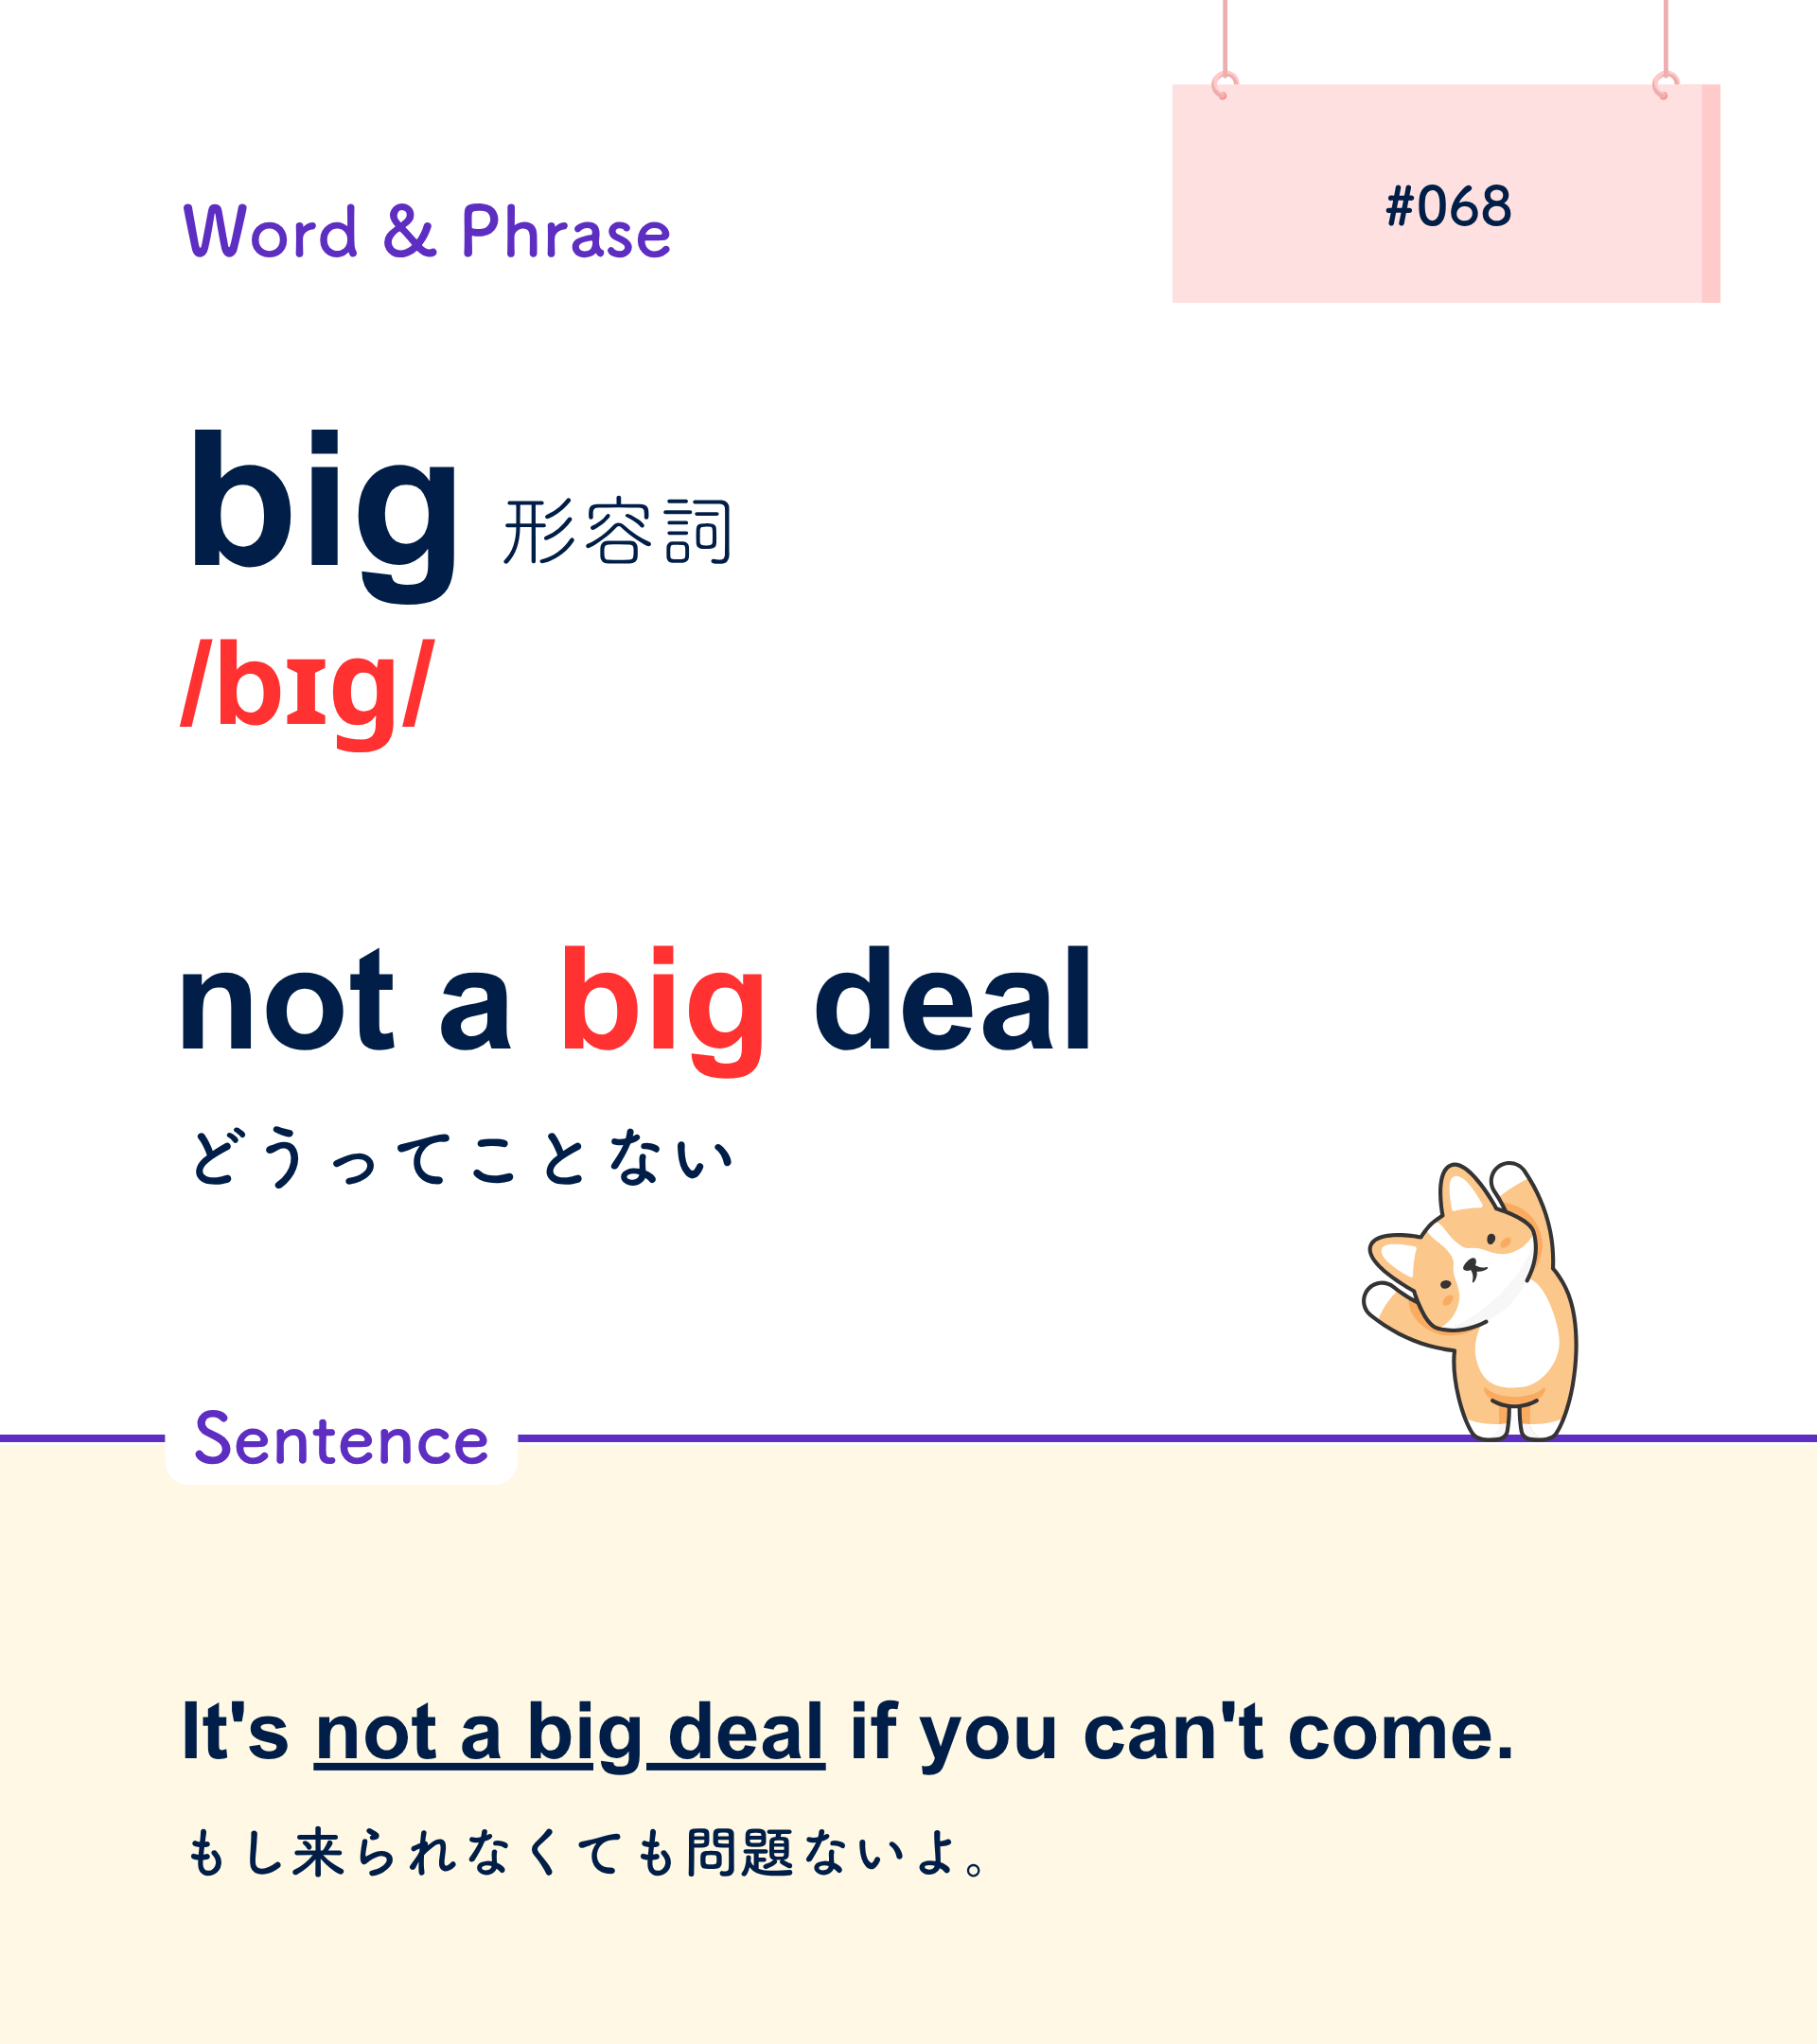 #068
Word & Phrase
big 形容詞
/bɪg/
not a big deal
どうってことない
Sentence
It's not a big deal if you can't come.
もし来られなくても問題ないよ。